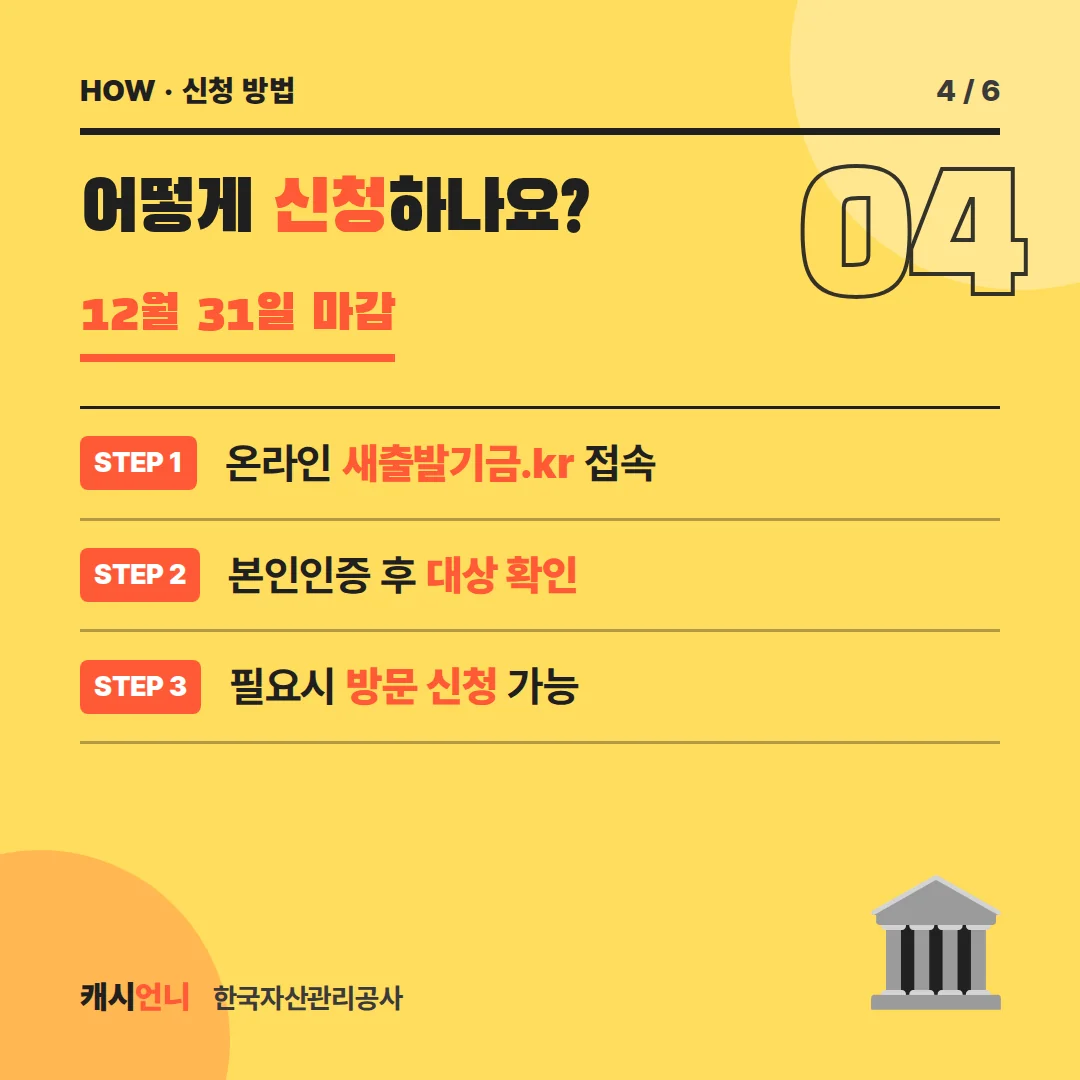 HOW · 신청 방법
4 / 6
어떻게 신청하나요?
04
12월 31일 마감
STEP 1 온라인 새출발기금.kr 접속
STEP 2 본인인증 후 대상 확인
STEP 3 필요시 방문 신청 가능
캐시언니 한국자산관리공사